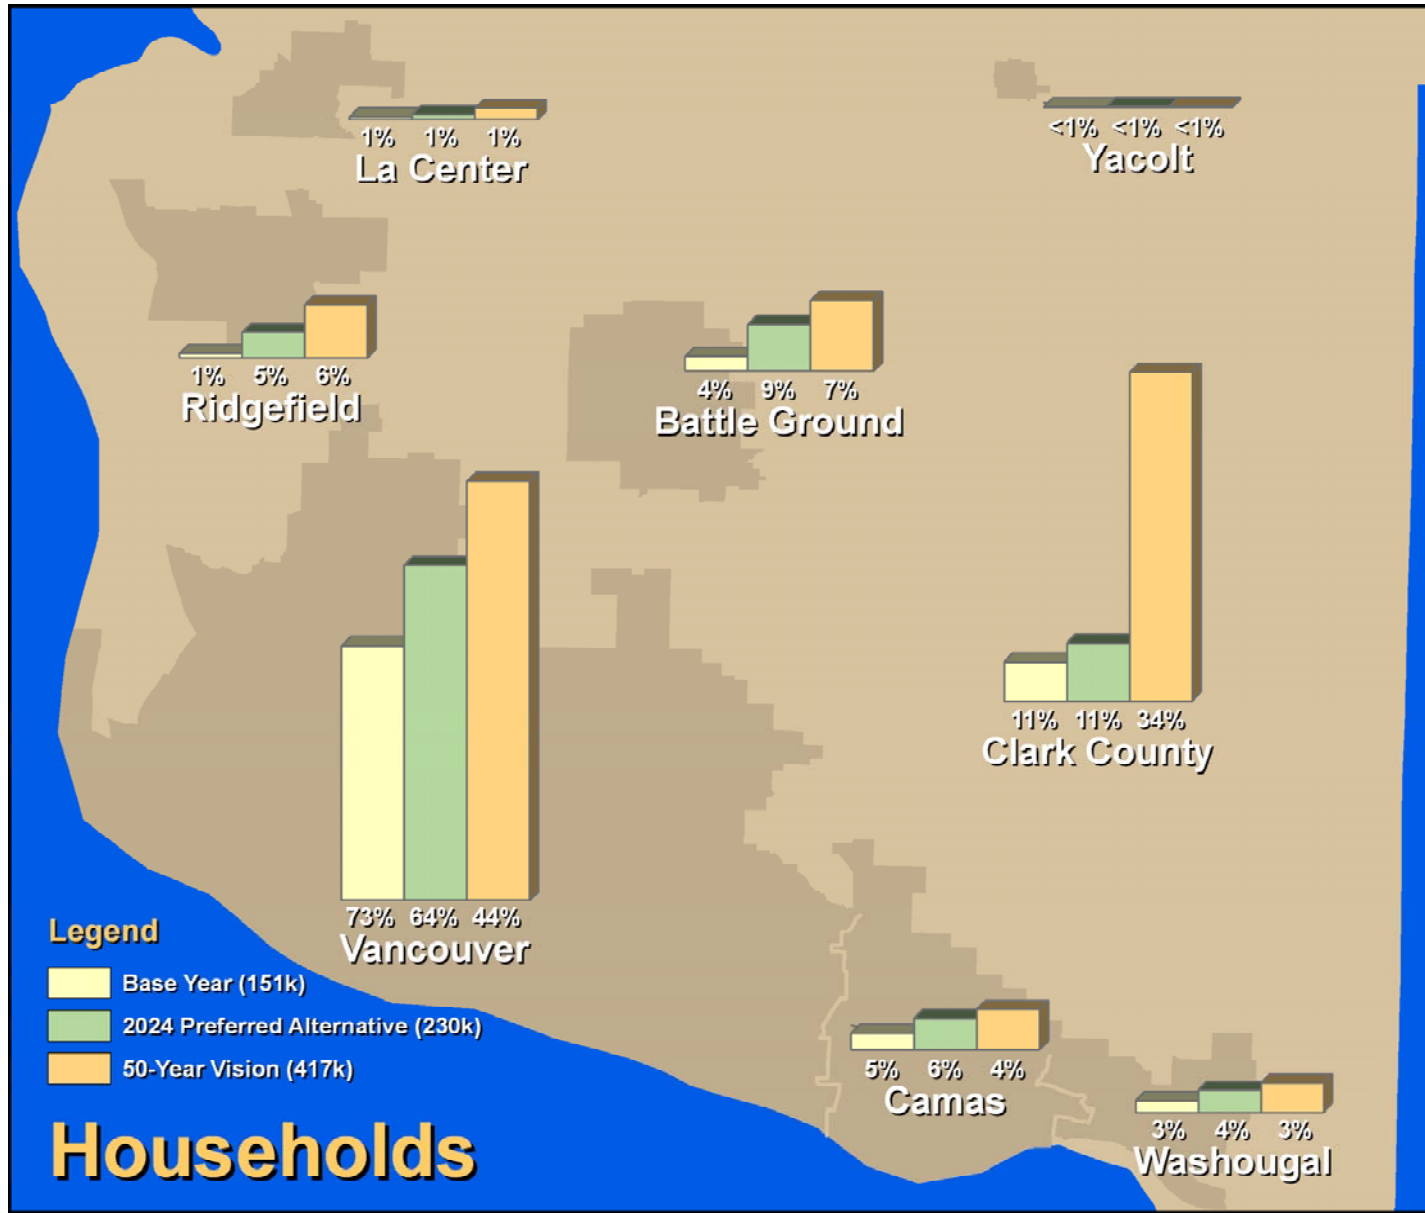 1% 1% 1%
La Center
<1% <1% <1%
Yacolt
1% 5% 6%
Ridgefield
4% 9% 7%
Battle Ground
11% 11% 34%
Clark County
73% 64% 44%
Vancouver
Legend
Base Year (151k)
2024 Preferred Alternative (230k)
50-Year Vision (417k)
5% 6% 4%
Camas
3% 4% 3%
Washougal
Households